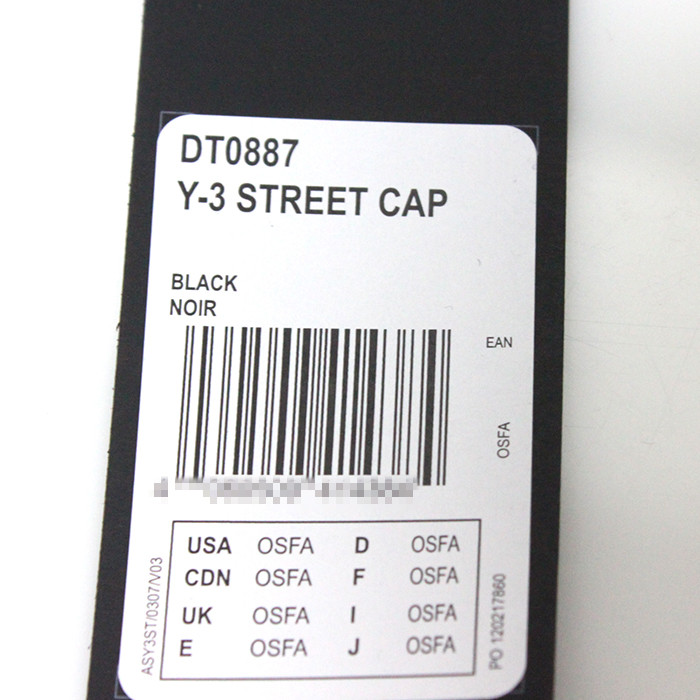 DT0887
Y-3 STREET CAP
BLACK
NOIR
EAN
OSFA
USA OSFA D OSFA
CDN OSFA F OSFA
UK OSFA I OSFA
E OSFA J OSFA
ASY3ST/0307/V03
PO 120217860